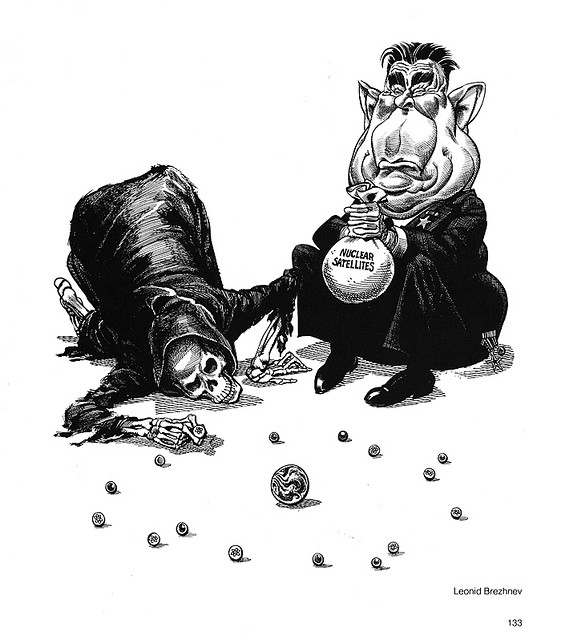 NUCLEAR
SATELLITES
Leonid Brezhnev
133